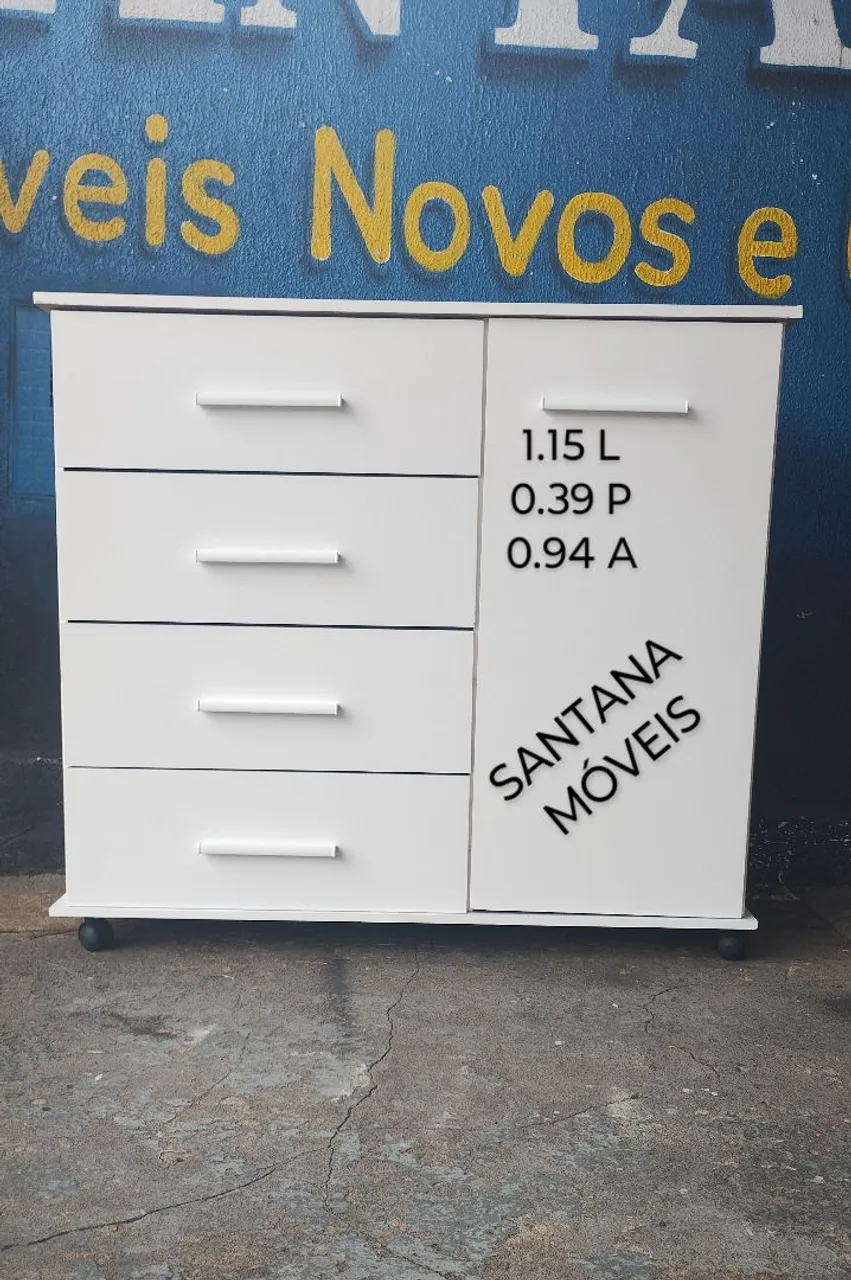 veis Novos e
1.15 L
0.39 P
0.94 A
SANTANA
MÓVEIS